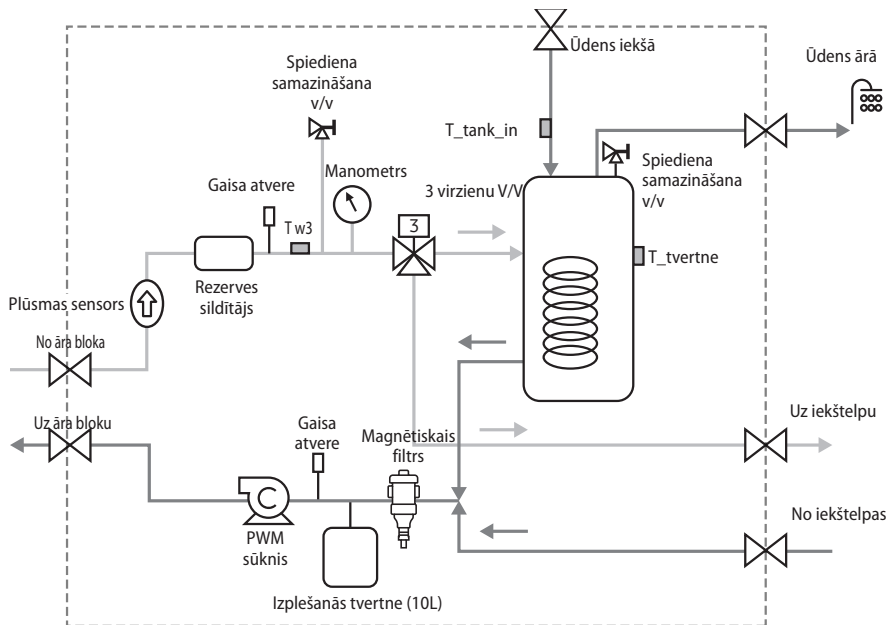 Ūdens iekšā
Ūdens ārā
Spiediena
samazināšana
v/v
T_tank_in
Spiediena
samazināšana
v/v
Gaisa atvere
Manometrs
3 virzienu V/V
T w3
3
T_tvertne
Rezerves
sildītājs
Plūsmas sensors
No āra bloka
Uz āra bloku
Gaisa
atvere
Magnētiskais
filtrs
Uz iekštelpu
C
PWM
sūknis
No iekštelpas
Izplešanās tvertne (10L)